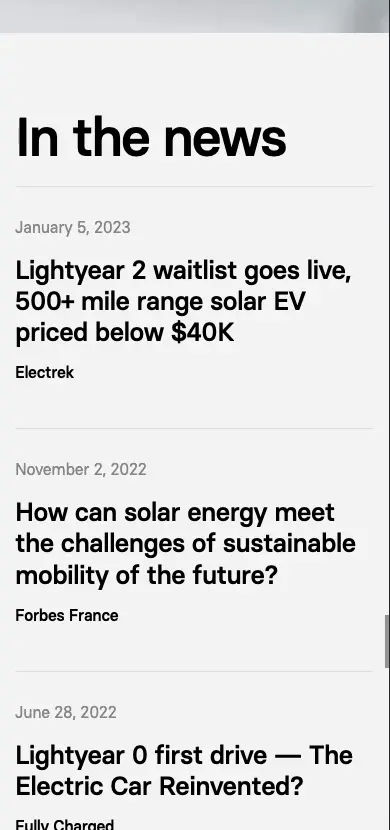 In the news
January 5, 2023
Lightyear 2 waitlist goes live,
500+ mile range solar EV
priced below $40K
Electrek
November 2, 2022
How can solar energy meet
the challenges of sustainable
mobility of the future?
Forbes France
June 28, 2022
Lightyear 0 first drive — The
Electric Car Reinvented?
Fully Charged